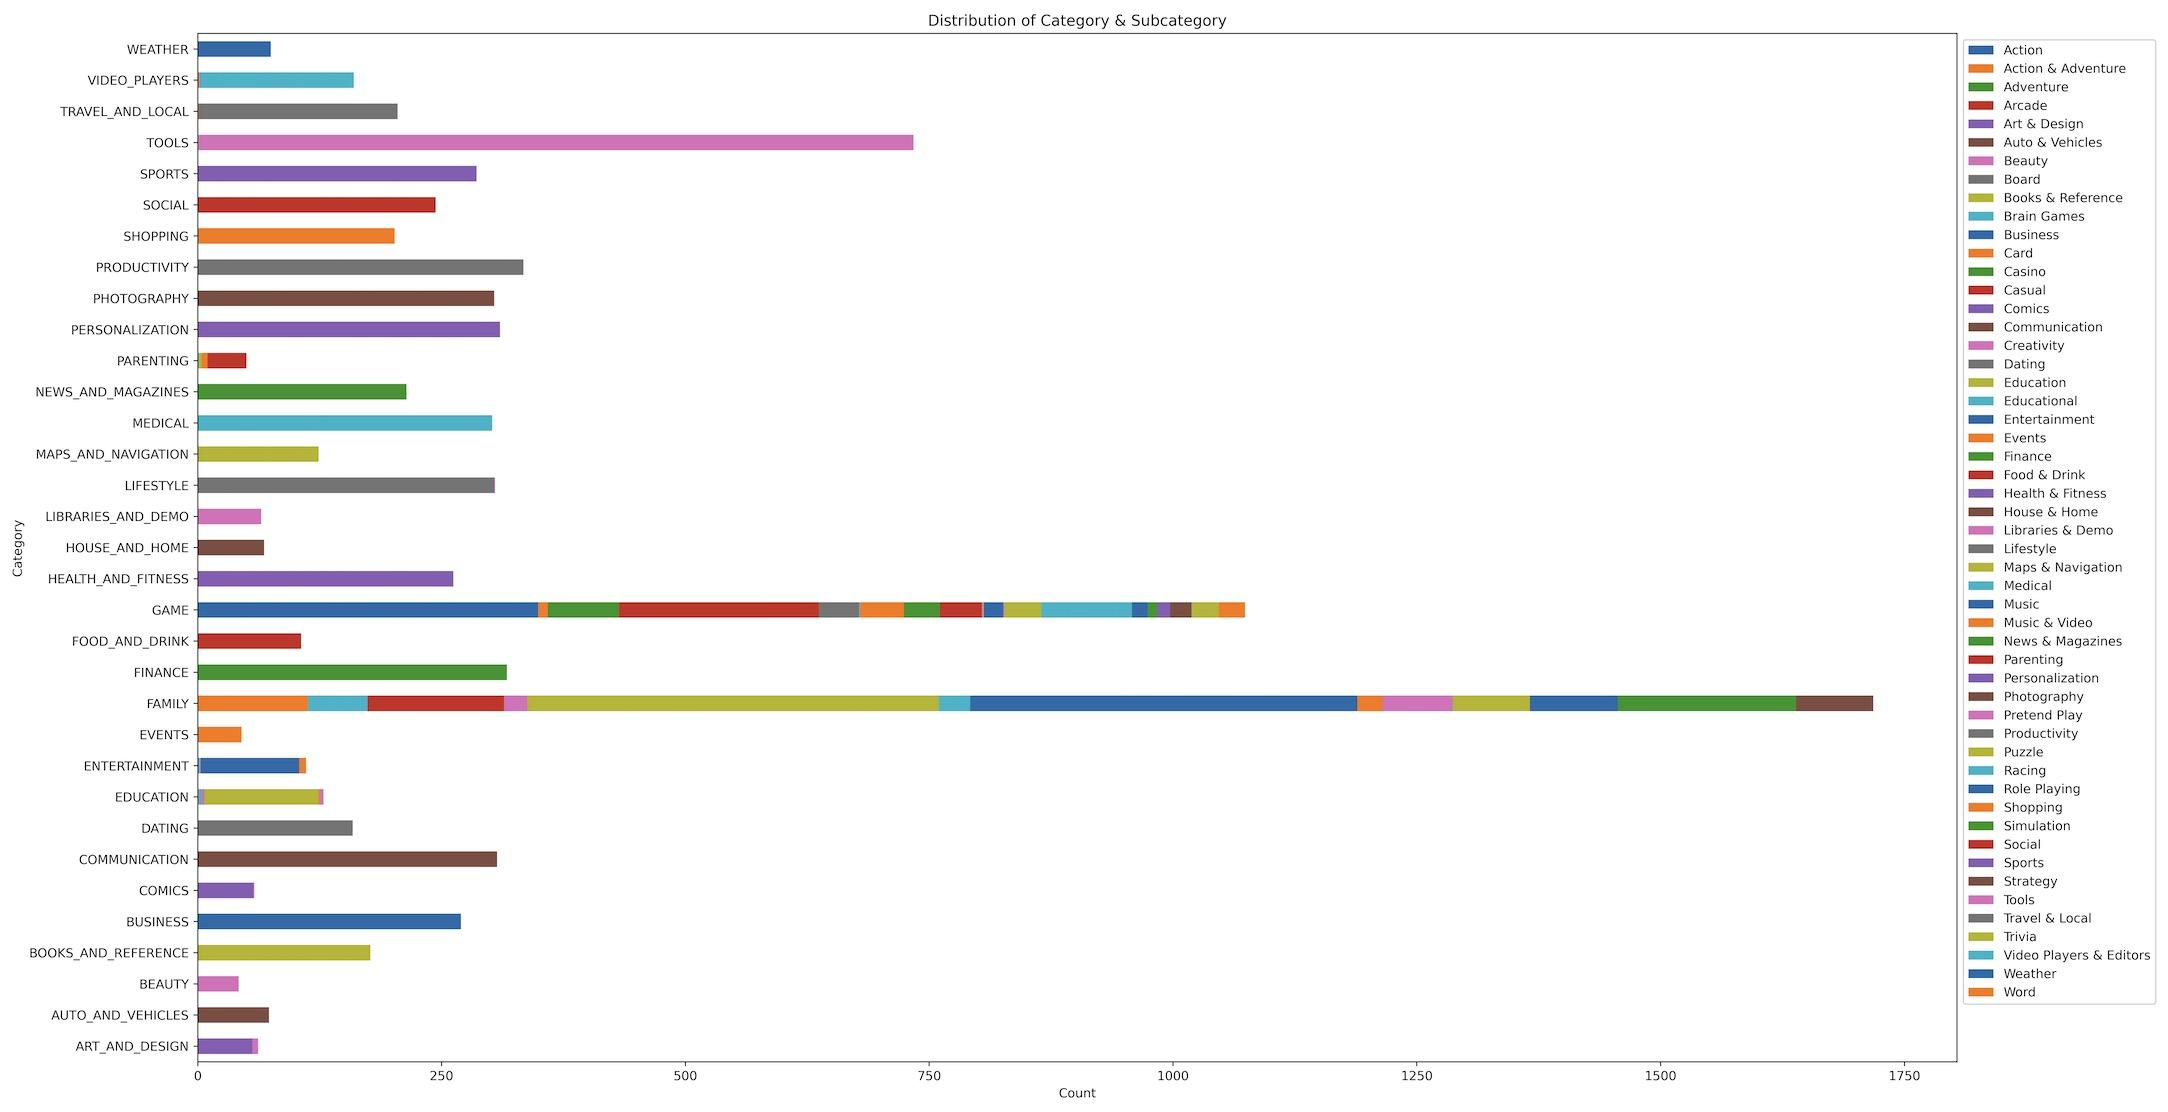 Distribution of Category & Subcategory
Category
WEATHER
VIDEO_PLAYERS
TRAVEL_AND_LOCAL
TOOLS
SPORTS
SOCIAL
SHOPPING
PRODUCTIVITY
PHOTOGRAPHY
PERSONALIZATION
PARENTING
NEWS_AND_MAGAZINES
MEDICAL
MAPS_AND_NAVIGATION
LIFESTYLE
LIBRARIES_AND_DEMO
HOUSE_AND_HOME
HEALTH_AND_FITNESS
GAME
FOOD_AND_DRINK
FINANCE
FAMILY
EVENTS
ENTERTAINMENT
EDUCATION
DATING
COMMUNICATION
COMICS
BUSINESS
BOOKS_AND_REFERENCE
BEAUTY
AUTO_AND_VEHICLES
ART_AND_DESIGN
0 250 500 750 1000 1250 1500 1750
Count
Action
Action & Adventure
Adventure
Arcade
Art & Design
Auto & Vehicles
Beauty
Board
Books & Reference
Brain Games
Business
Card
Casino
Casual
Comics
Communication
Creativity
Dating
Education
Educational
Entertainment
Events
Finance
Food & Drink
Health & Fitness
House & Home
Libraries & Demo
Lifestyle
Maps & Navigation
Medical
Music
Music & Video
News & Magazines
Parenting
Personalization
Photography
Pretend Play
Productivity
Puzzle
Racing
Role Playing
Shopping
Simulation
Social
Sports
Strategy
Tools
Travel & Local
Trivia
Video Players & Editors
Weather
Word